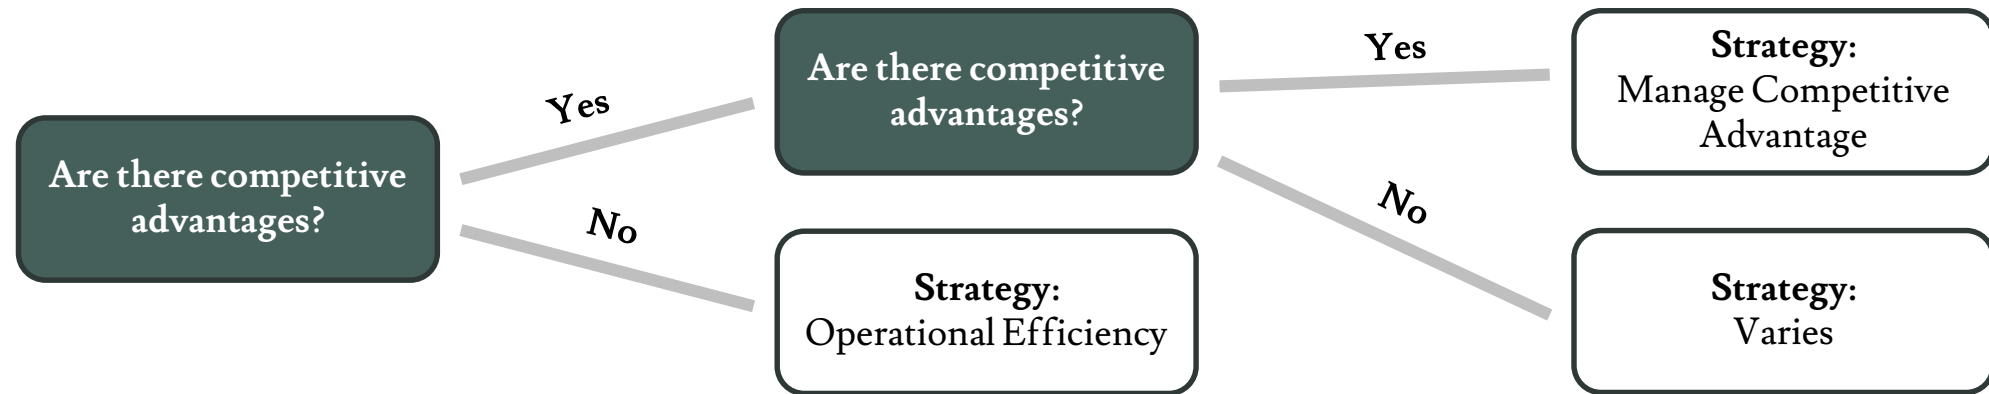 Are there competitive
advantages?
Yes
No
Are there competitive
advantages?
Strategy:
Operational Efficiency
Yes
No
Strategy:
Manage Competitive
Advantage
Strategy:
Varies